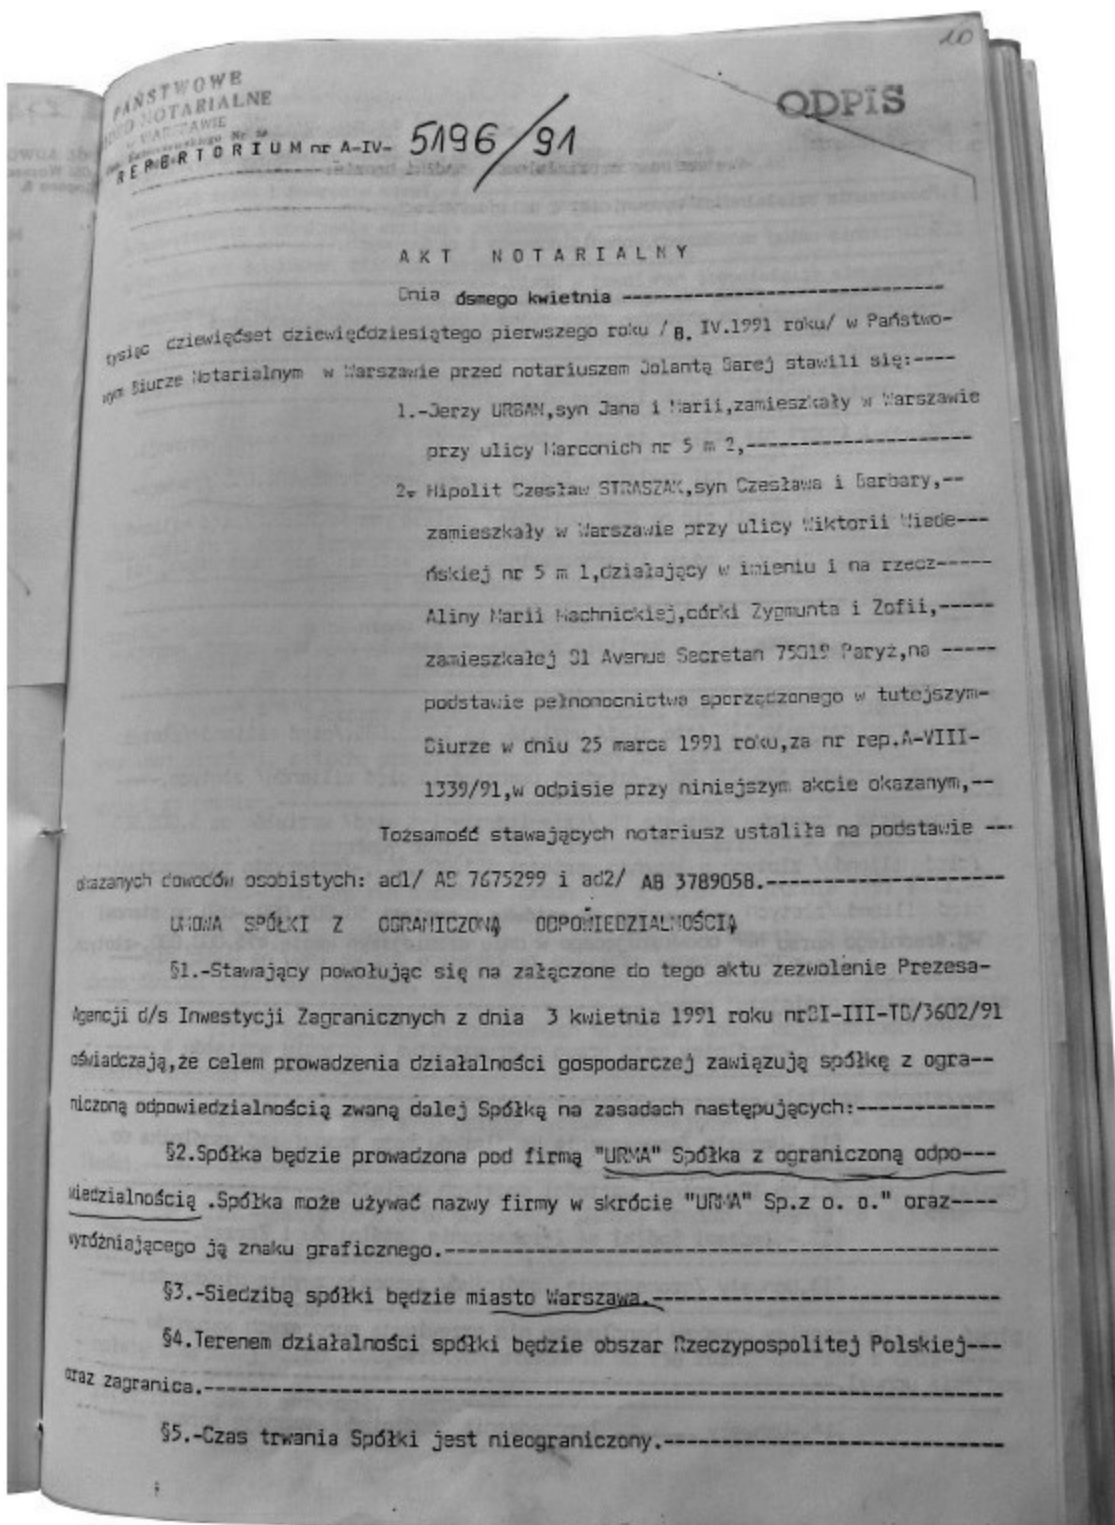 10
PAŃSTWOWE
NOTARIALNE
W WARSZAWIE
ODPIS
REPERTORIUM nr A-IV- 5196/91
AKT NOTARIALNY
Dnia ósmego kwietnia ------------------------------
tysiąc dziewięćset dziewięćdziesiątego pierwszego roku /8. IV.1991 roku/ w Państwo-
wym Biurze Notarialnym w Warszawie przed notariuszem Jolantą Barej stawili się:----
1.-Jerzy URBAN,syn Jana i Marii,zamieszkały w Warszawie
przy ulicy Marconich nr 5 m 2,---------------------
2- Hipolit Czesław STRASZAK,syn Czesława i Barbary,--
zamieszkały w Warszawie przy ulicy Wiktorii Wiede---
ńskiej nr 5 m 1,działający w imieniu i na rzecz-----
Aliny Marii Machnickiej,córki Zygmunta i Zofii,-----
zamieszkałej Avenue Secretan 75019 Paryż,na -----
podstawie pełnomocnictwa sporządzonego w tutejszym-
Biurze w dniu 25 marca 1991 roku,za nr rep.A-VIII-
1339/91,w odpisie przy niniejszym akcie okazanym,--
Tożsamość stawających notariusz ustaliła na podstawie ---
okazanych dowodów osobistych: ad1/ AB 7675299 i ad2/ AB 3789058.-----------------
UMOWA SPÓŁKI Z OGRANICZONĄ ODPOWIEDZIALNOŚCIĄ
§1.-Stawający powołując się na załączone do tego aktu zezwolenie Prezesa-
Agencji d/s Inwestycji Zagranicznych z dnia 3 kwietnia 1991 roku
oświadczają,że celem prowadzenia działalności gospodarczej zawiązują spółkę z ogra--
niczoną odpowiedzialnością zwaną dalej Spółką na zasadach następujących:------------
§2.Spółka będzie prowadzona pod firmą "URMA" Spółka z ograniczoną odpo---
wiedzialnością .Spółka może używać nazwy firmy w skrócie "URMA" Sp.z o. o." oraz----
wyróżniającego ją znaku graficznego.------------------------------------------------
§3.-Siedzibą spółki będzie miasto Warszawa.------------------------------
§4.Terenem działalności spółki będzie obszar Rzeczypospolitej Polskiej---
oraz zagranica.---------------------------------------------------------------------
§5.-Czas trwania Spółki jest nieograniczony.-----------------------------